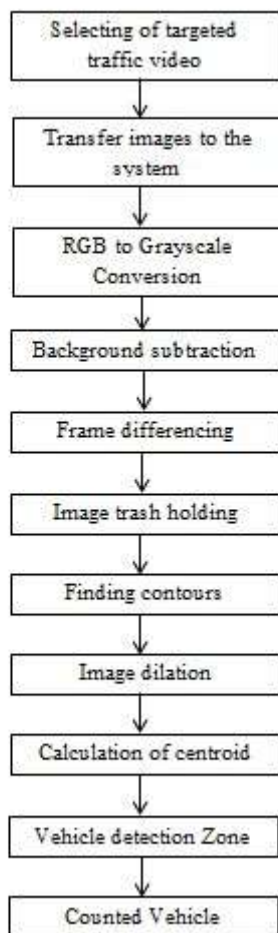 Selecting of targeted
traffic video
Transfer images to the
system
RGB to Grayscale
Conversion
Background subtraction
Frame differencing
Image trash holding
Finding contours
Image dilation
Calculation of centroid
Vehicle detection Zone
Counted Vehicle